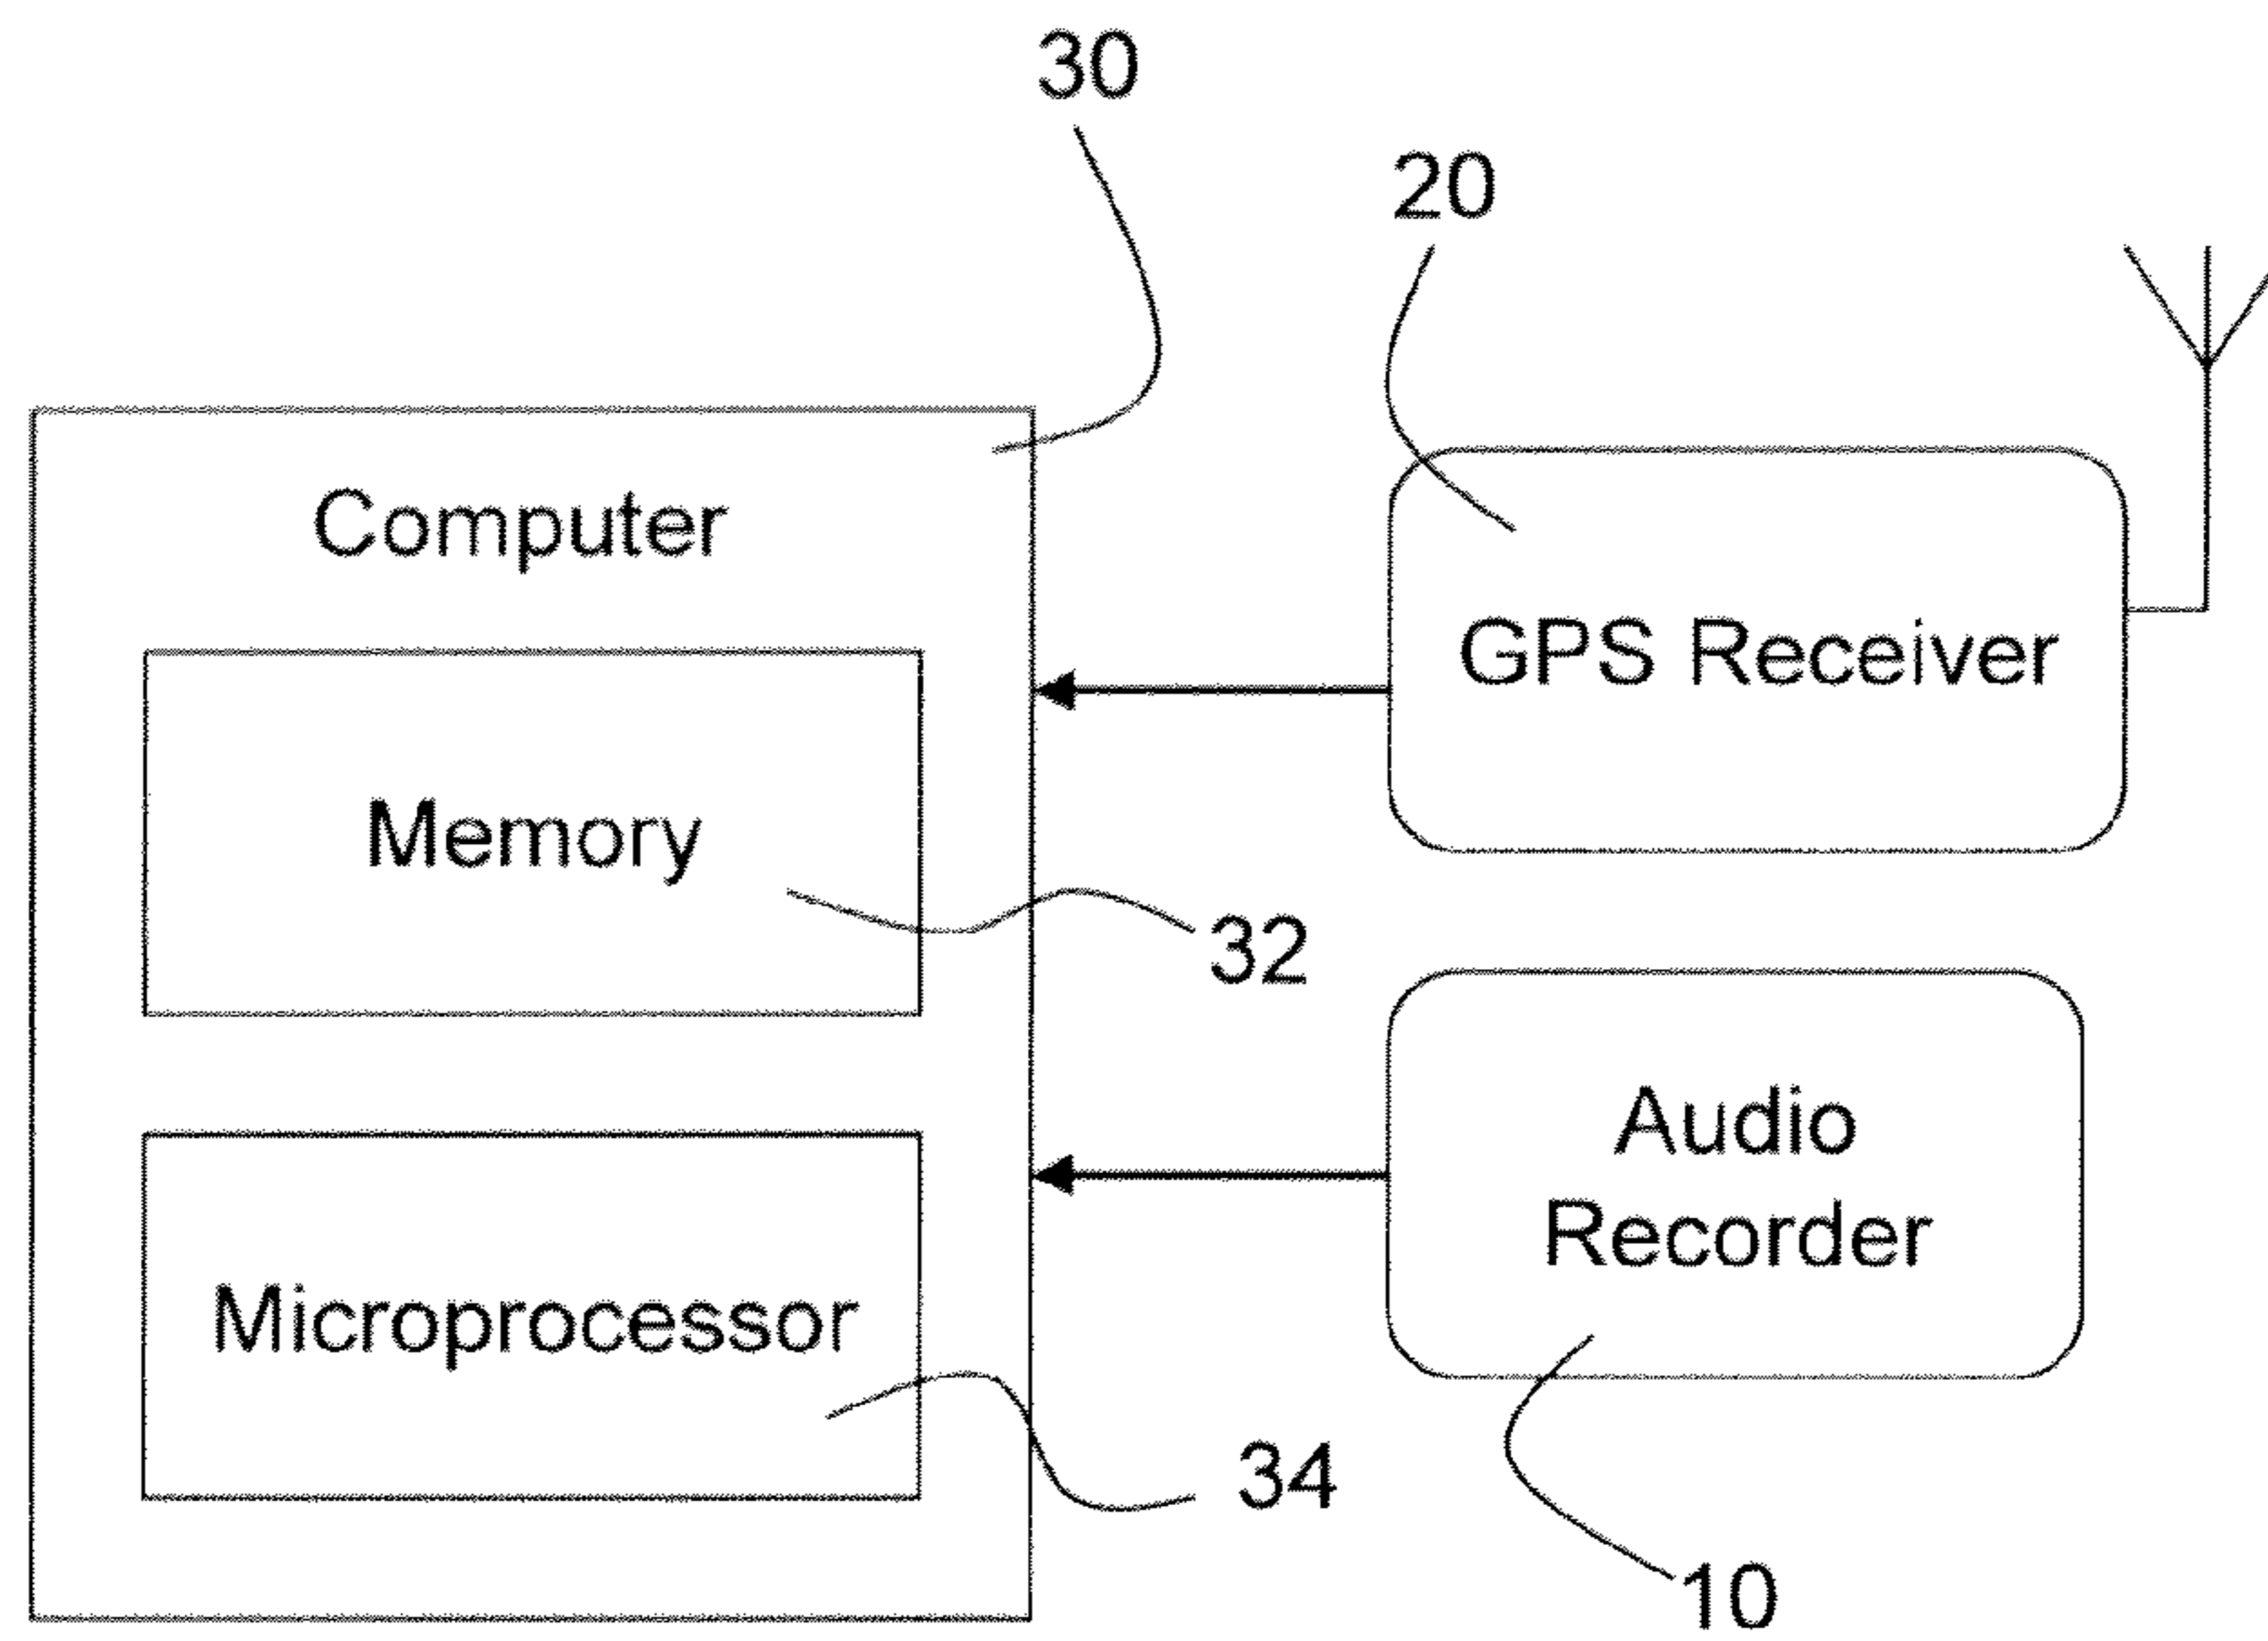 30
20
Computer
GPS Receiver
Memory
32
Audio
Recorder
Microprocessor
34
10